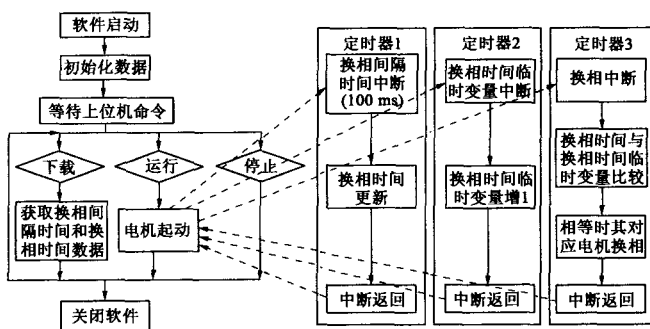 软件启动
初始化数据
等待上位机命令
下载
运行
停止
获取换相间
隔时间和换
相时间数据
电机起动
关闭软件
定时器1
换相间隔
时间中断
(100 ms)
换相时间
更新
中断返回
定时器2
换相时间临
时变量中断
换相时间临
时变量增1
中断返回
定时器3
换相中断
换相时间与
换相时间临
时变量比较
相等时其对
应电机换相
中断返回